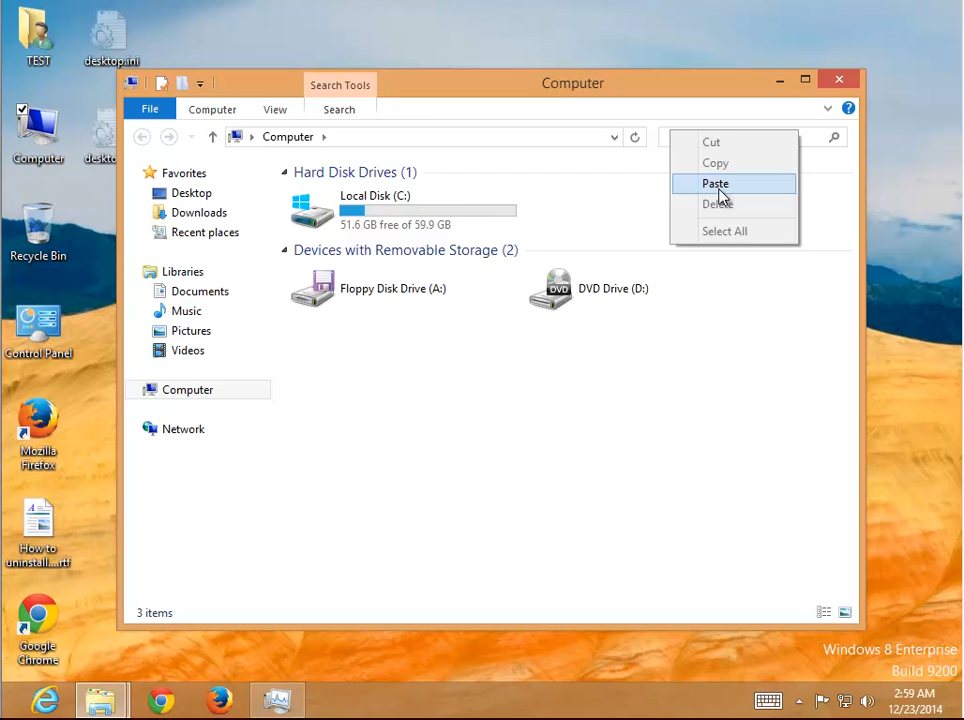 TEST
desktop.ini
Computer
Recycle Bin
Control Panel
Mozilla
Firefox
How to
uninstall....rtf
Google
Chrome
Search Tools
Computer
File
Computer
View
Search
Computer
Favorites
Desktop
Downloads
Recent places
Libraries
Documents
Music
Pictures
Videos
Computer
Network
Hard Disk Drives (1)
Local Disk (C:)
51.6 GB free of 59.9 GB
Devices with Removable Storage (2)
Floppy Disk Drive (A:)
DVD
DVD Drive (D:)
Cut
Copy
Paste
Delete
Select All
3 items
Windows 8 Enterprise
Build 9200
2:59 AM
12/23/2014